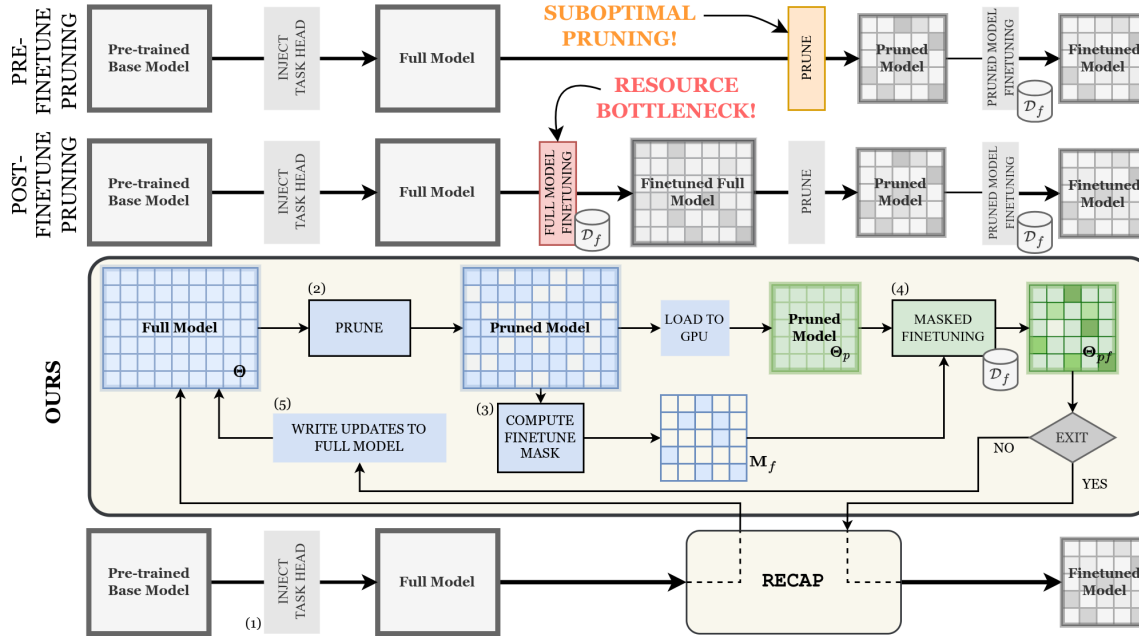 PRE-
FINETUNE
PRUNING
Pre-trained
Base Model
INJECT
TASK HEAD
Full Model
SUBOPTIMAL
PRUNING!
PRUNE
Pruned
Model
PRUNED MODEL
FINETUNING
𝒟f
Finetuned
Model
RESOURCE
BOTTLENECK!
POST-
FINETUNE
PRUNING
Pre-trained
Base Model
INJECT
TASK HEAD
Full Model
FULL MODEL
FINETUNING
𝒟f
Finetuned Full
Model
PRUNE
Pruned
Model
PRUNED MODEL
FINETUNING
𝒟f
Finetuned
Model
OURS
Full Model
Θ
(2)
PRUNE
Pruned Model
LOAD TO
GPU
Pruned
Model
Θp
(4)
MASKED
FINETUNING
𝒟f
Θpf
(5)
WRITE UPDATES TO
FULL MODEL
(3)
COMPUTE
FINETUNE
MASK
Mf
EXIT
NO
YES
Pre-trained
Base Model
(1)
INJECT
TASK HEAD
Full Model
RECAP
Finetuned
Model